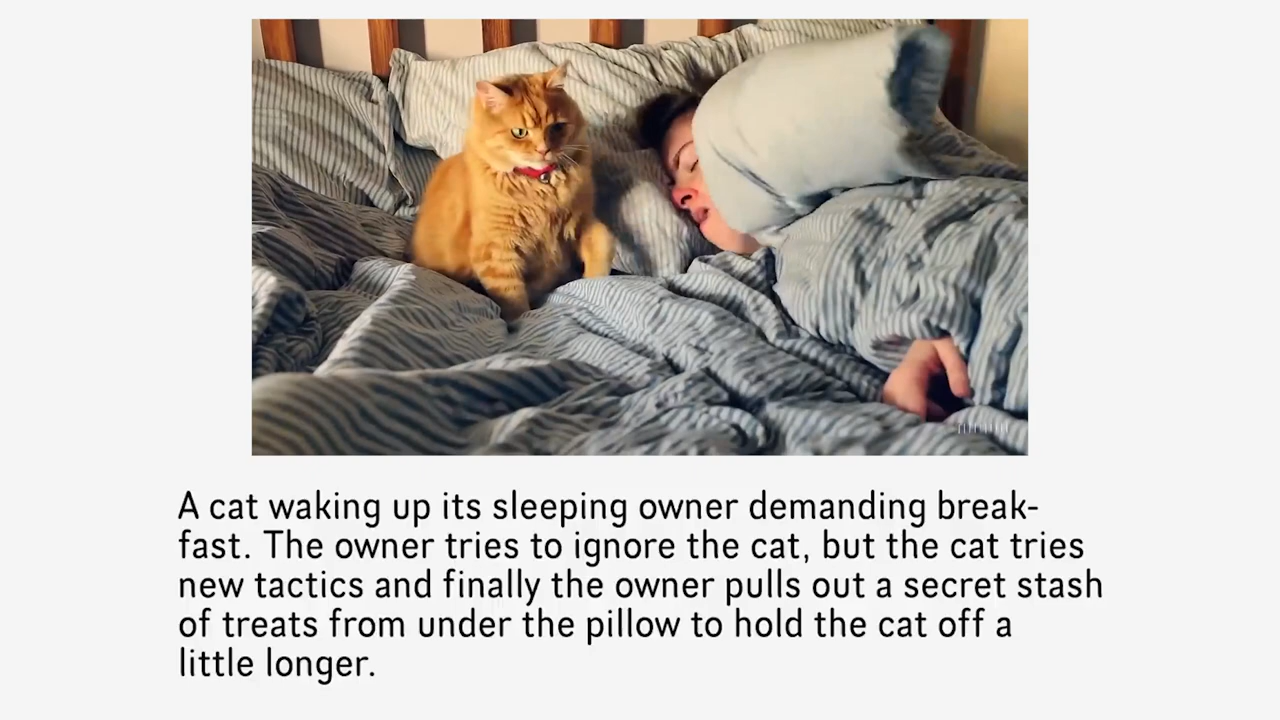 A cat waking up its sleeping owner demanding break-
fast. The owner tries to ignore the cat, but the cat tries
new tactics and finally the owner pulls out a secret stash
of treats from under the pillow to hold the cat off a
little longer.